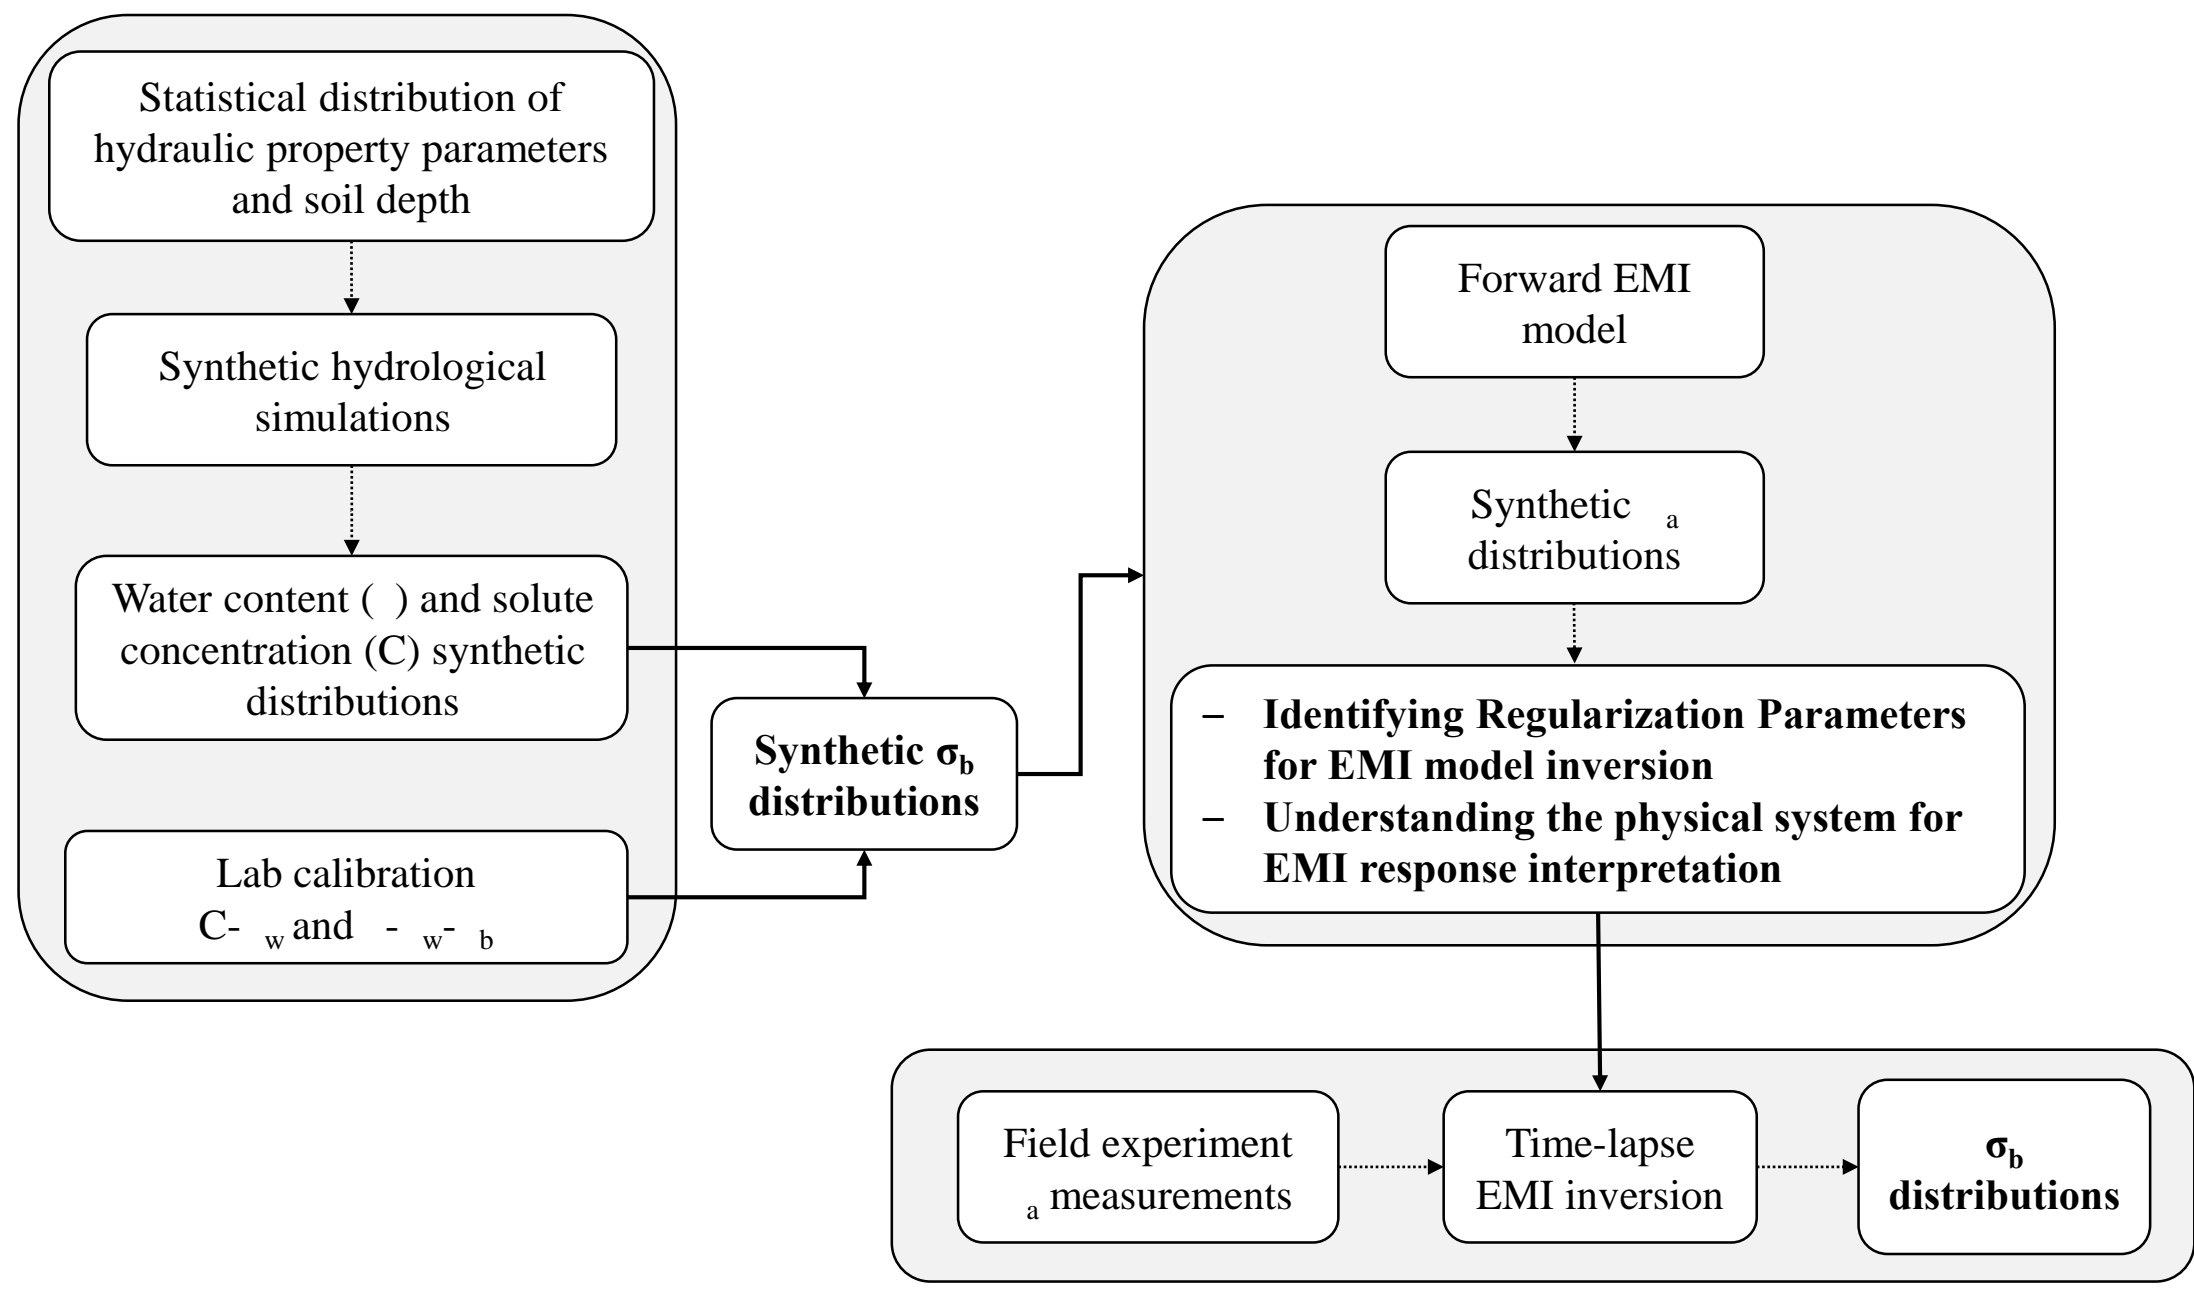 Statistical distribution of
hydraulic property parameters
and soil depth
Synthetic hydrological
simulations
Water content ( ) and solute
concentration (C) synthetic
distributions
Lab calibration
C- w and - w- b
Synthetic σb
distributions
Forward EMI
model
Synthetic a
distributions
– Identifying Regularization Parameters
for EMI model inversion
– Understanding the physical system for
EMI response interpretation
Field experiment
a measurements
Time-lapse
EMI inversion
σb
distributions